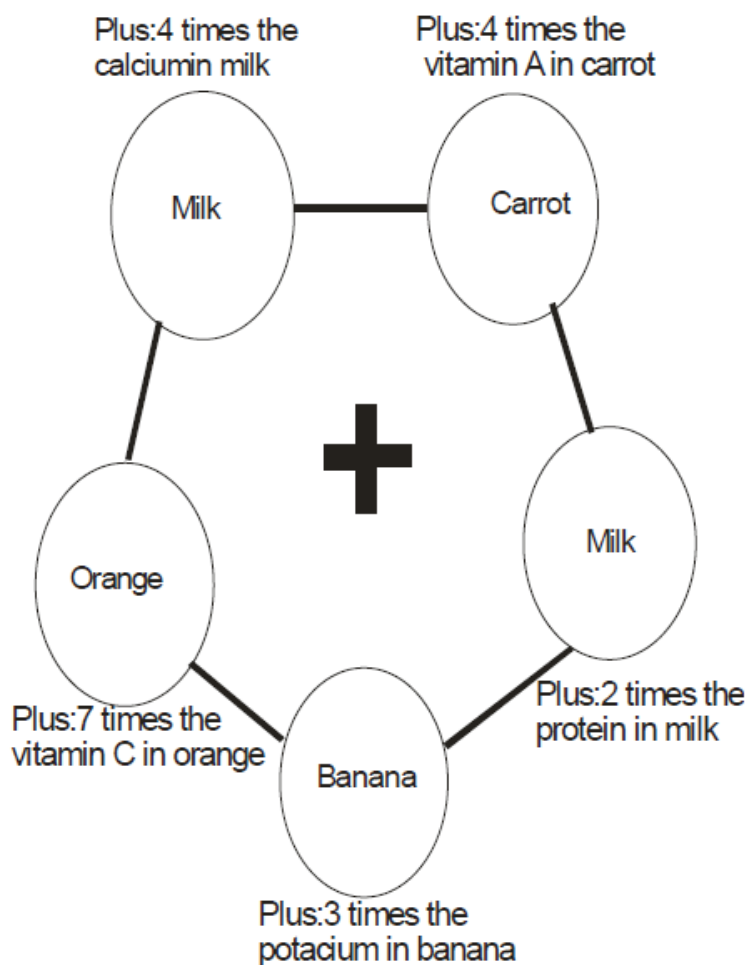 Plus:4 times the
calciumin milk
Plus:4 times the
vitamin A in carrot
Milk
Carrot
Milk
Orange
Plus:2 times the
protein in milk
Plus:7 times the
vitamin C in orange
Banana
Plus:3 times the
potacium in banana